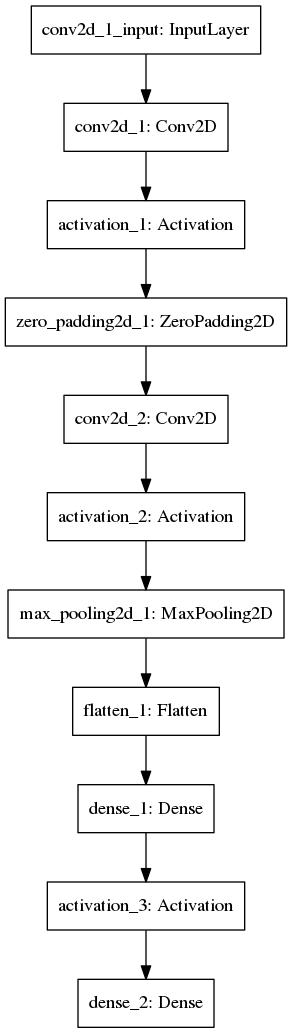 conv2d_1_input: InputLayer
conv2d_1: Conv2D
activation_1: Activation
zero_padding2d_1: ZeroPadding2D
conv2d_2: Conv2D
activation_2: Activation
max_pooling2d_1: MaxPooling2D
flatten_1: Flatten
dense_1: Dense
activation_3: Activation
dense_2: Dense